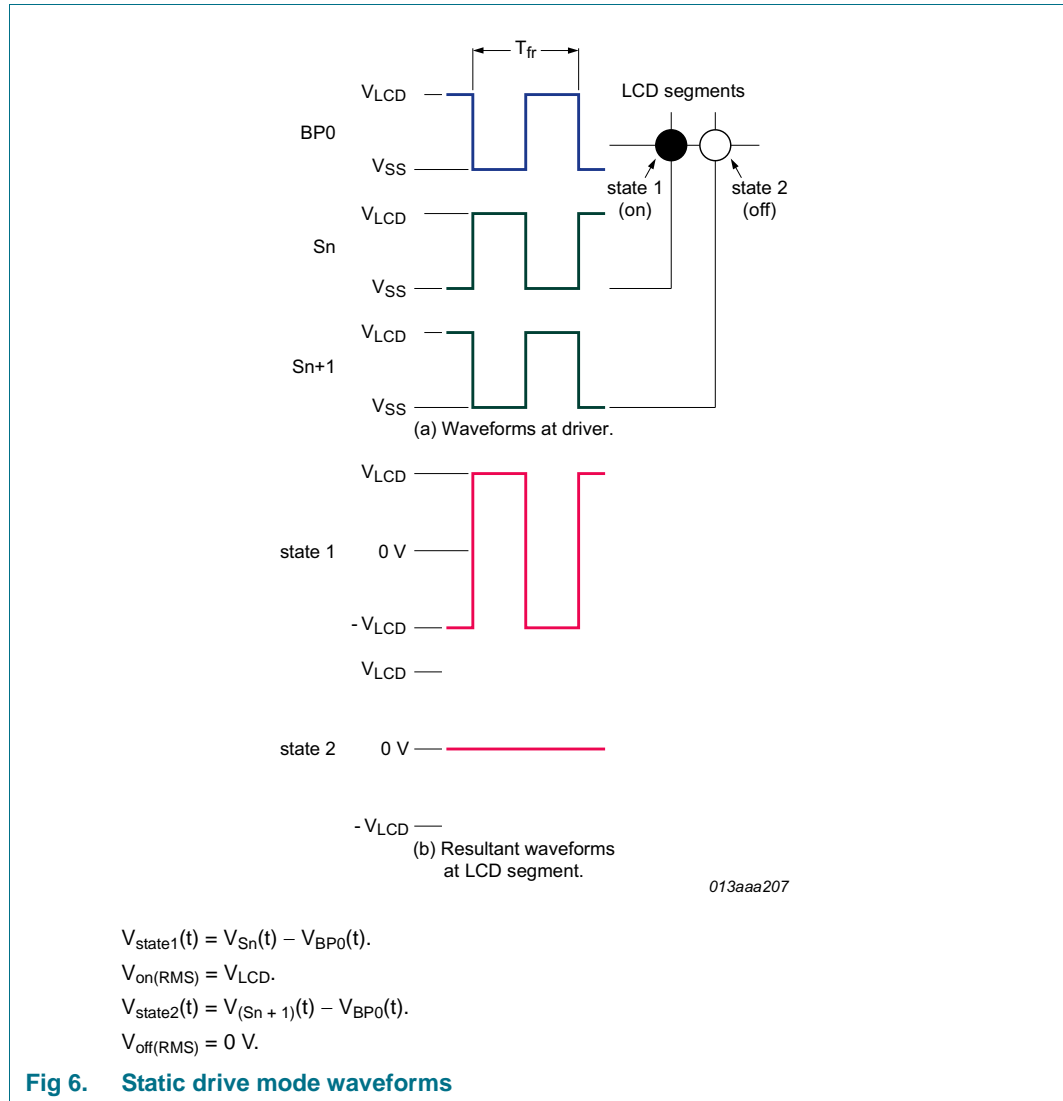 Tfr
VLCD
BP0
VSS
LCD segments
state 1
(on)
state 2
(off)
VLCD
Sn
VSS
VLCD
Sn+1
VSS
(a) Waveforms at driver.
VLCD
state 1 0 V
- VLCD
VLCD
state 2 0 V
- VLCD
(b) Resultant waveforms
at LCD segment.
013aaa207
Vstate1(t) = VSn(t) − VBP0(t).
Von(RMS) = VLCD.
Vstate2(t) = V(Sn + 1)(t) − VBP0(t).
Voff(RMS) = 0 V.
Fig 6. Static drive mode waveforms